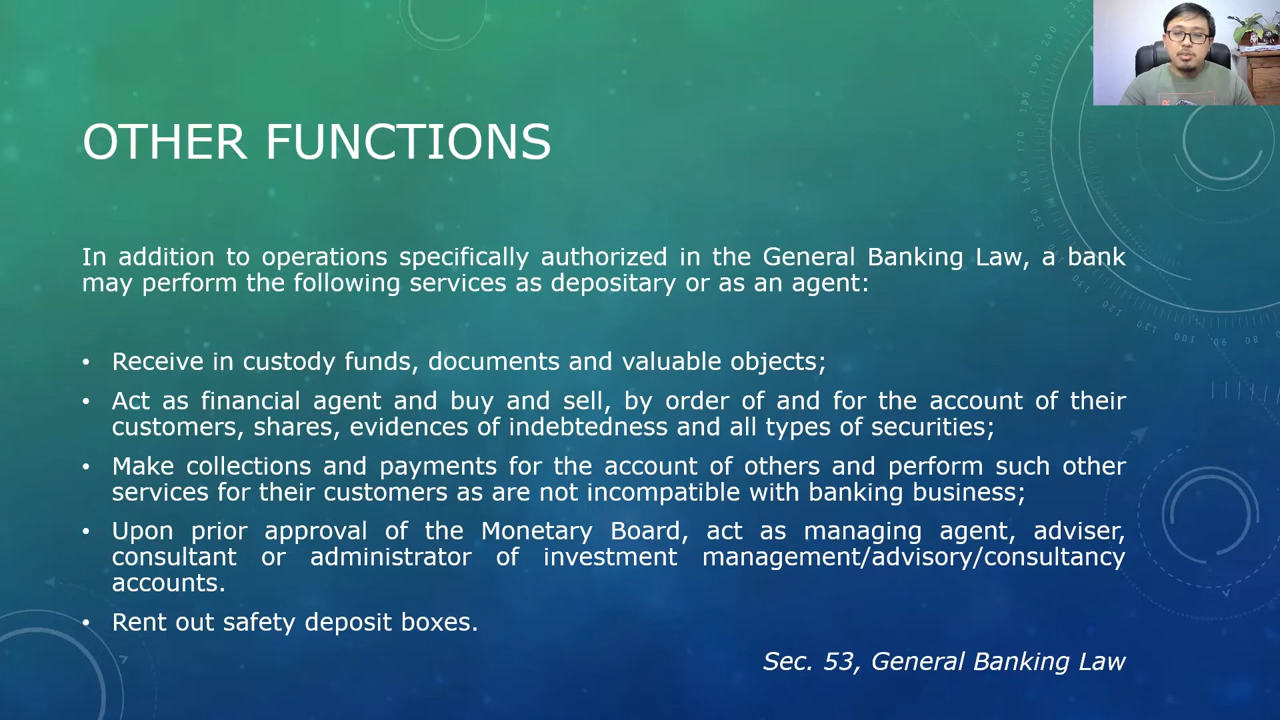 OTHER FUNCTIONS
In addition to operations specifically authorized in the General Banking Law, a bank
may perform the following services as depositary or as an agent:
• Receive in custody funds, documents and valuable objects;
• Act as financial agent and buy and sell, by order of and for the account of their
customers, shares, evidences of indebtedness and all types of securities;
• Make collections and payments for the account of others and perform such other
services for their customers as are not incompatible with banking business;
• Upon prior approval of the Monetary Board, act as managing agent, adviser,
consultant or administrator of investment management/advisory/consultancy
accounts.
• Rent out safety deposit boxes.
Sec. 53, General Banking Law